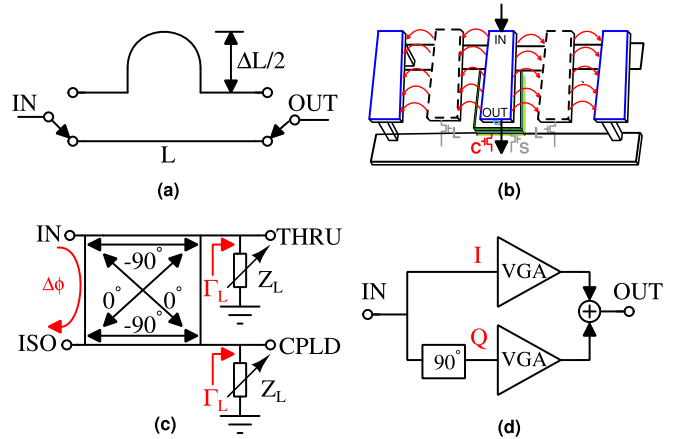 ΔL/2
IN
OUT
L
(a)
IN
OUT
L
C
S
L
(b)
IN
-90°
THRU
Δϕ
0°
0°
Γ_L
Z_L
-90°
ISO
CPLD
Γ_L
Z_L
(c)
I
VGA
IN
OUT
Q
90°
VGA
(d)